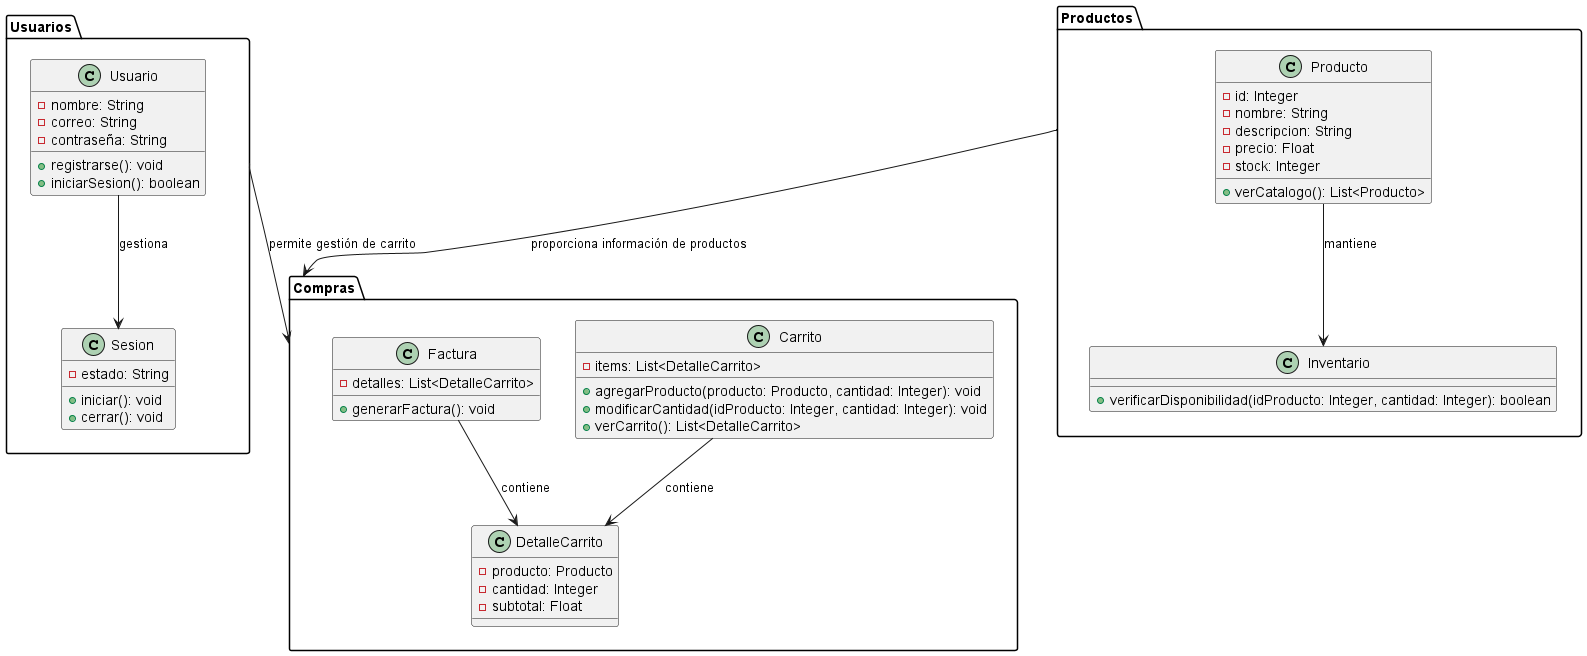 Usuarios
C Usuario
nombre: String
correo: String
contraseña: String
registrarse(): void
iniciarSesion(): boolean
gestiona
C Sesion
estado: String
iniciar(): void
cerrar(): void
permite gestión de carrito
proporciona información de productos
Productos
C Producto
id: Integer
nombre: String
descripcion: String
precio: Float
stock: Integer
verCatalogo(): List<Producto>
mantiene
C Inventario
verificarDisponibilidad(idProducto: Integer, cantidad: Integer): boolean
Compras
C Factura
detalles: List<DetalleCarrito>
generarFactura(): void
contiene
C Carrito
items: List<DetalleCarrito>
agregarProducto(producto: Producto, cantidad: Integer): void
modificarCantidad(idProducto: Integer, cantidad: Integer): void
verCarrito(): List<DetalleCarrito>
contiene
C DetalleCarrito
producto: Producto
cantidad: Integer
subtotal: Float